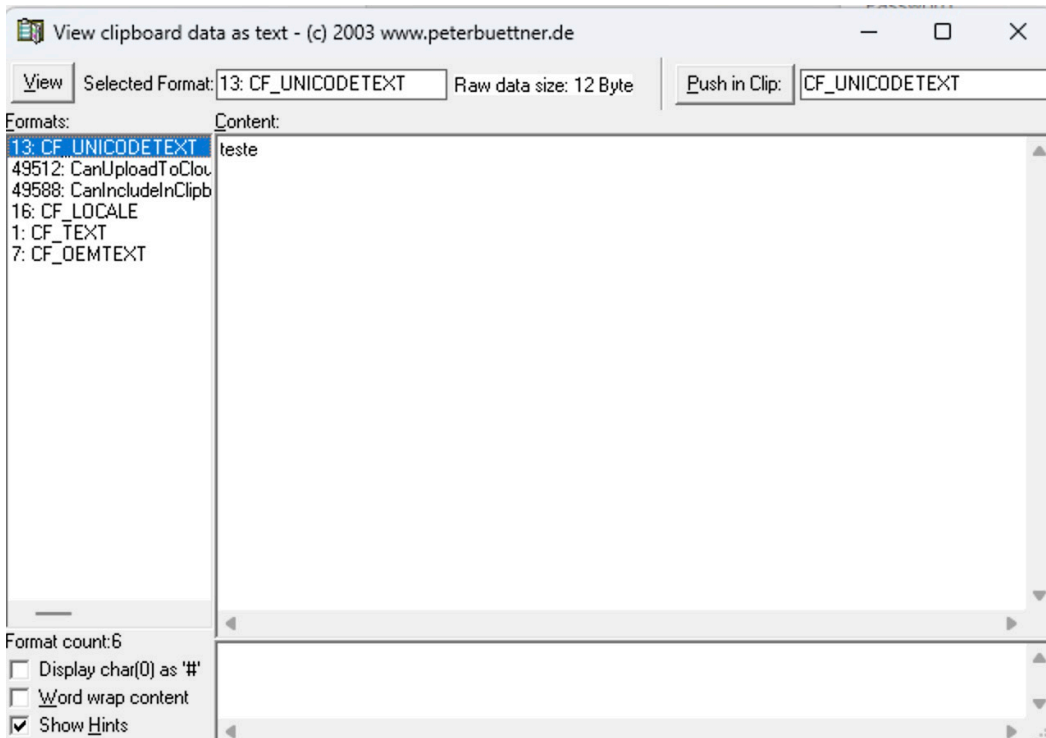 View clipboard data as text - (c) 2003 www.peterbuettner.de
View Selected Format: 13: CF_UNICODETEXT Raw data size: 12 Byte Push in Clip: CF_UNICODETEXT
Formats: Content:
13: CF_UNICODETEXT teste
49512: CanUploadToClou
49588: CanIncludeInClipb
16: CF_LOCALE
1: CF_TEXT
7: CF_OEMTEXT
Format count:6
Display char(0) as '#'
Word wrap content
Show Hints